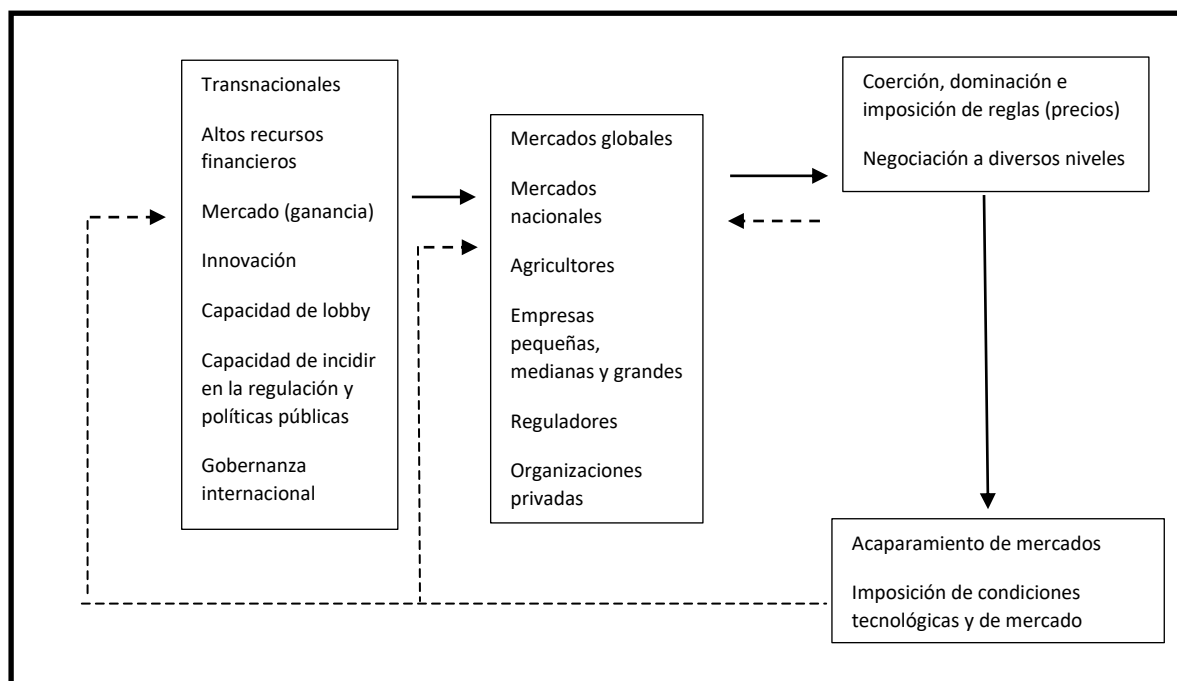 Transnacionales
Altos recursos
financieros
Mercado (ganancia)
Innovación
Capacidad de lobby
Capacidad de incidir
en la regulación y
políticas públicas
Gobernanza
internacional
Mercados globales
Mercados
nacionales
Agricultores
Empresas
pequeñas,
medianas y grandes
Reguladores
Organizaciones
privadas
Coerción, dominación e
imposición de reglas (precios)
Negociación a diversos niveles
Acaparamiento de mercados
Imposición de condiciones
tecnológicas y de mercado